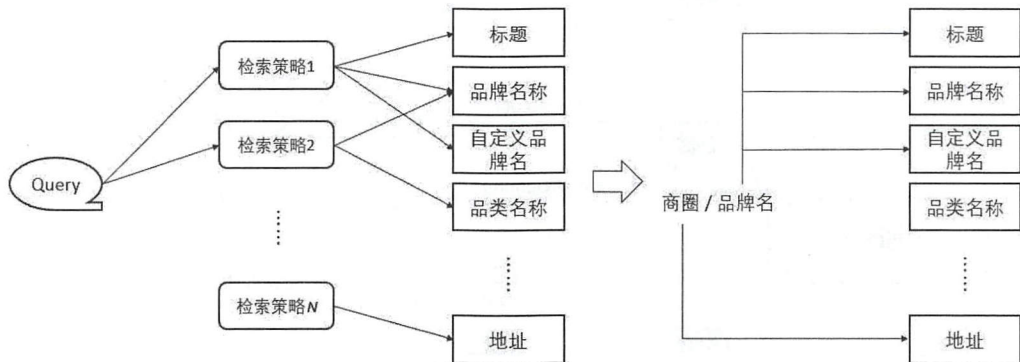 Query
检索策略1
检索策略2
检索策略N
标题
品牌名称
自定义品
牌名
品类名称
地址
商圈 / 品牌名
标题
品牌名称
自定义品
牌名
品类名称
地址